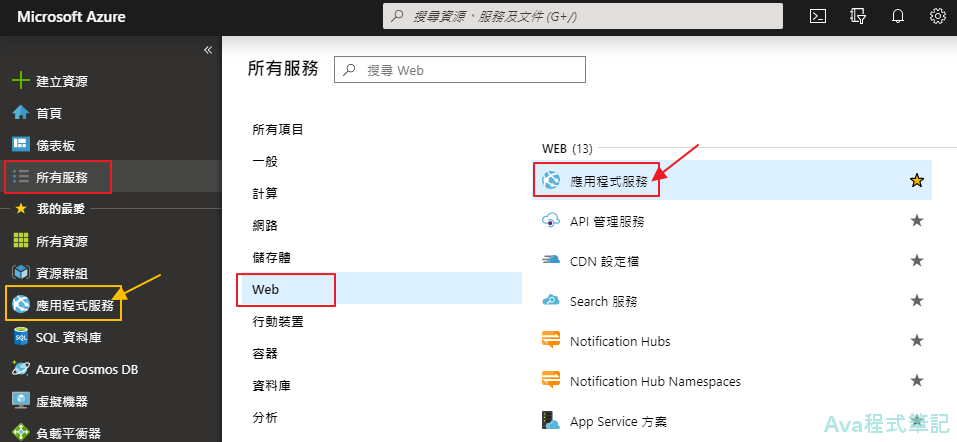 Microsoft Azure
搜尋資源、服務及文件 (G+/)
«
建立資源
首頁
儀表板
所有服務
我的最愛
所有資源
資源群組
應用程式服務
SQL 資料庫
Azure Cosmos DB
虛擬機器
負載平衡器
所有服務
搜尋 Web
所有項目
一般
計算
網路
儲存體
Web
行動裝置
容器
資料庫
分析
WEB (13)
應用程式服務
API 管理服務
CDN 設定檔
Search 服務
Notification Hubs
Notification Hub Namespaces
App Service 方案
Ava程式筆記